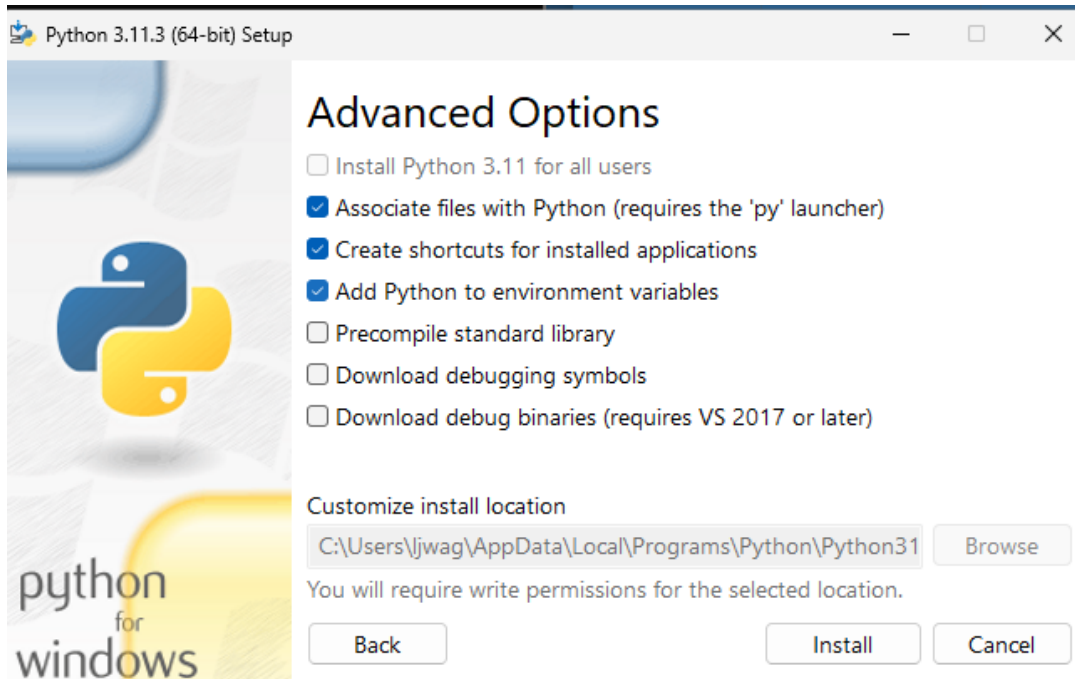 Python 3.11.3 (64-bit) Setup
Advanced Options
Install Python 3.11 for all users
Associate files with Python (requires the 'py' launcher)
Create shortcuts for installed applications
Add Python to environment variables
Precompile standard library
Download debugging symbols
Download debug binaries (requires VS 2017 or later)
Customize install location
C:\Users\ljwag\AppData\Local\Programs\Python\Python31
Browse
You will require write permissions for the selected location.
Back
Install
Cancel
python
for
windows